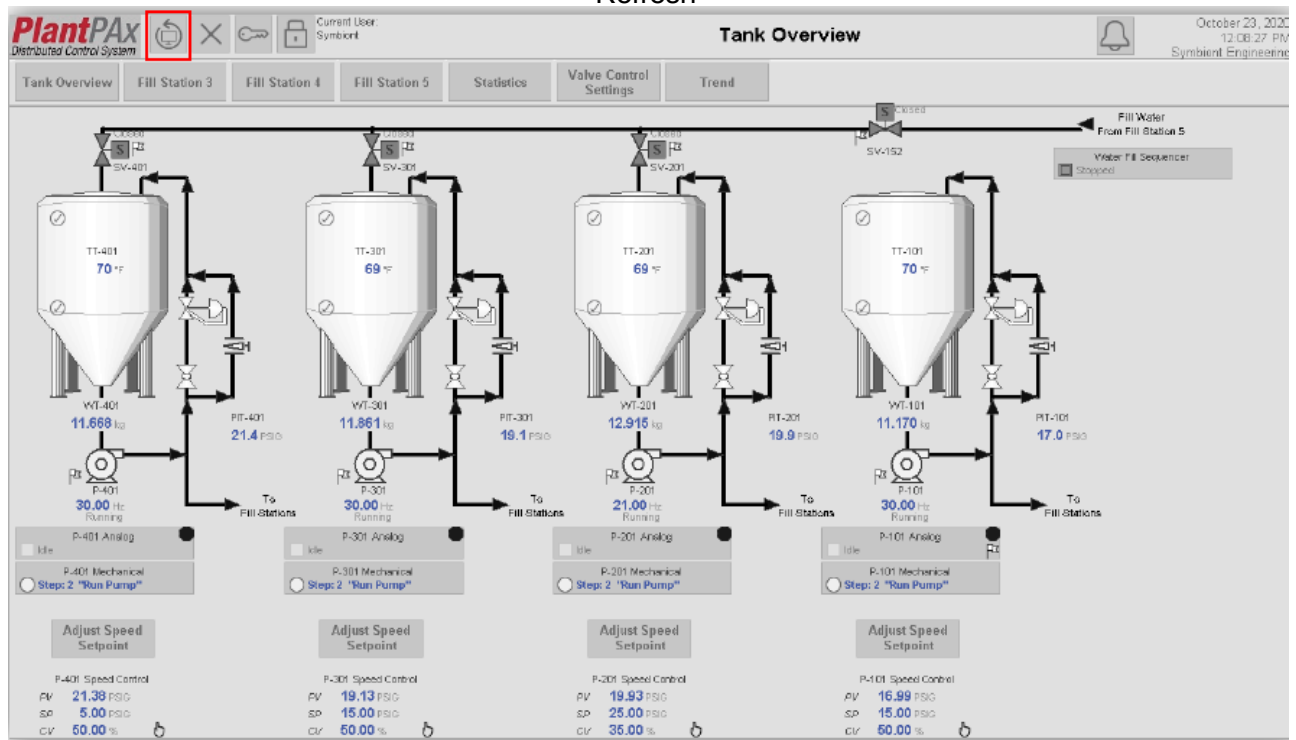 Refresh
PlantPAx
Distributed Control System
Current User:
Symbiont
Tank Overview
October 23, 2020
12:08:27 PM
Symbient Engineering
Tank Overview
Fill Station 3
Fill Station 4
Fill Station 5
Statistics
Valve Control
Settings
Trend
S Closed
Fill Water
From Fill Station 5
SV-152
Water Fill Sequencer
Stopped
Closed
S
SV-401
Closed
S
SV-301
Closed
S
SV-201
TT-401
70 °F
TT-301
69 °F
TT-201
69 °F
TT-101
70 °F
WT-401
11.668 kg
PIT-401
21.4 PSIG
WT-301
11.861 kg
PIT-301
19.1 PSIG
WT-201
12.915 kg
PIT-201
19.9 PSIG
WT-101
11.170 kg
PIT-101
17.0 PSIG
P-401
30.00 Hz
Running
To
Fill Stations
P-301
30.00 Hz
Running
To
Fill Stations
P-201
21.00 Hz
Running
To
Fill Stations
P-101
30.00 Hz
Running
To
Fill Stations
P-401 Analog
Idle
P-401 Mechanical
Step: 2 "Run Pump"
P-301 Analog
Idle
P-301 Mechanical
Step: 2 "Run Pump"
P-201 Analog
Idle
P-201 Mechanical
Step: 2 "Run Pump"
P-101 Analog
Idle
P-101 Mechanical
Step: 2 "Run Pump"
Adjust Speed
Setpoint
Adjust Speed
Setpoint
Adjust Speed
Setpoint
Adjust Speed
Setpoint
P-401 Speed Control
PV 21.38 PSIG
SP 5.00 PSIG
CV 50.00 %
P-301 Speed Control
PV 19.13 PSIG
SP 15.00 PSIG
CV 50.00 %
P-201 Speed Control
PV 19.93 PSIG
SP 25.00 PSIG
CV 35.00 %
P-101 Speed Control
PV 16.99 PSIG
SP 15.00 PSIG
CV 50.00 %